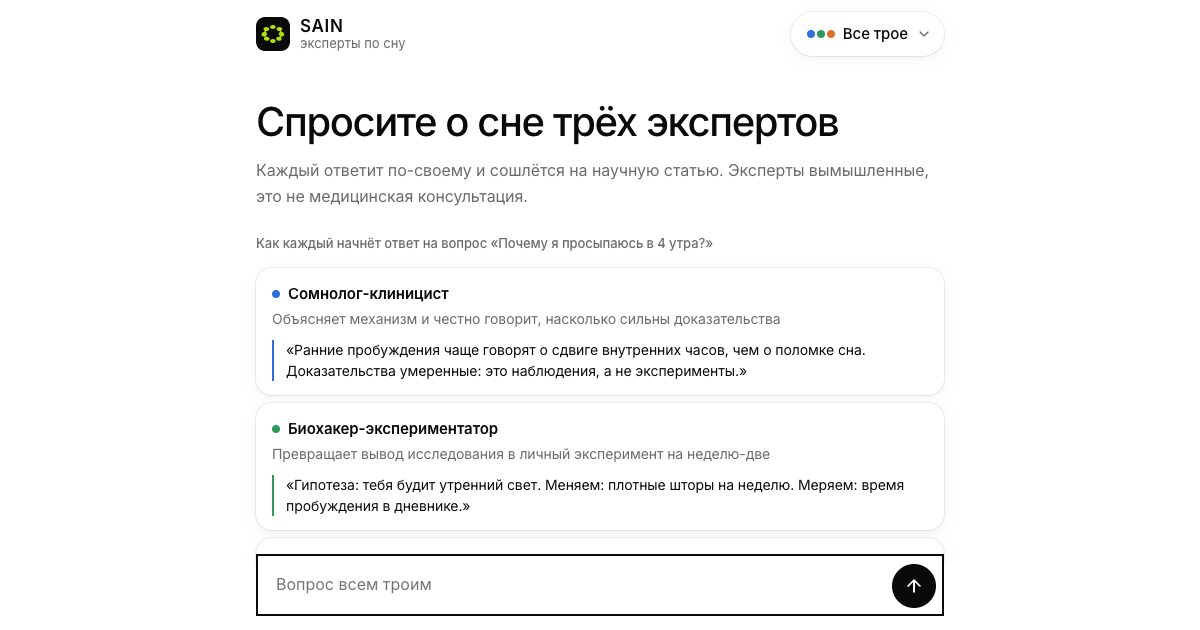 SAIN
эксперты по сну
Все трое
Спросите о сне трёх экспертов
Каждый ответит по-своему и сошлётся на научную статью. Эксперты вымышленные,
это не медицинская консультация.
Как каждый начнёт ответ на вопрос «Почему я просыпаюсь в 4 утра?»
Сомнолог-клиницист
Объясняет механизм и честно говорит, насколько сильны доказательства
«Ранние пробуждения чаще говорят о сдвиге внутренних часов, чем о поломке сна.
Доказательства умеренные: это наблюдения, а не эксперименты.»
Биохакер-экспериментатор
Превращает вывод исследования в личный эксперимент на неделю-две
«Гипотеза: тебя будит утренний свет. Меняем: плотные шторы на неделю. Меряем: время
пробуждения в дневнике.»
Вопрос всем троим